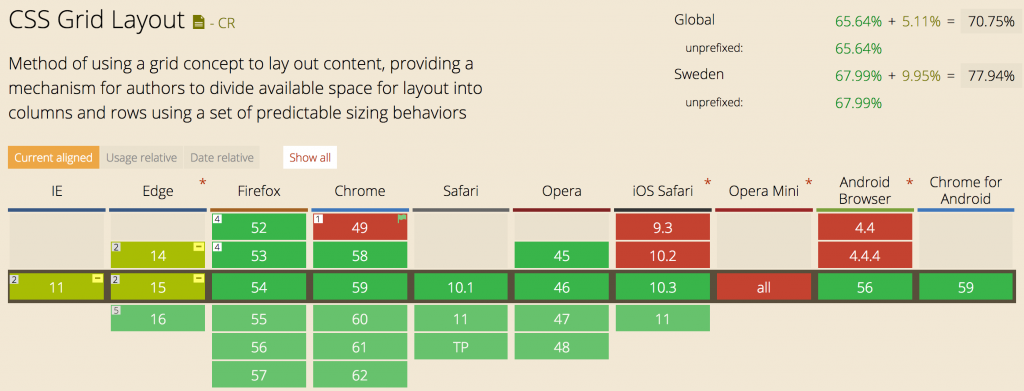 CSS Grid Layout - CR
Global 65.64% + 5.11% = 70.75%
unprefixed: 65.64%
Sweden 67.99% + 9.95% = 77.94%
unprefixed: 67.99%
Method of using a grid concept to lay out content, providing a
mechanism for authors to divide available space for layout into
columns and rows using a set of predictable sizing behaviors
Current aligned Usage relative Date relative Show all
IE Edge * Firefox Chrome Safari Opera iOS Safari * Opera Mini * Android Browser * Chrome for Android
4 52 1 49 9.3 4.4
2 14 4 53 58 45 10.2 4.4.4
2 11 2 15 54 59 10.1 46 10.3 all 56 59
5 16 55 60 11 47 11
56 61 TP 48
57 62